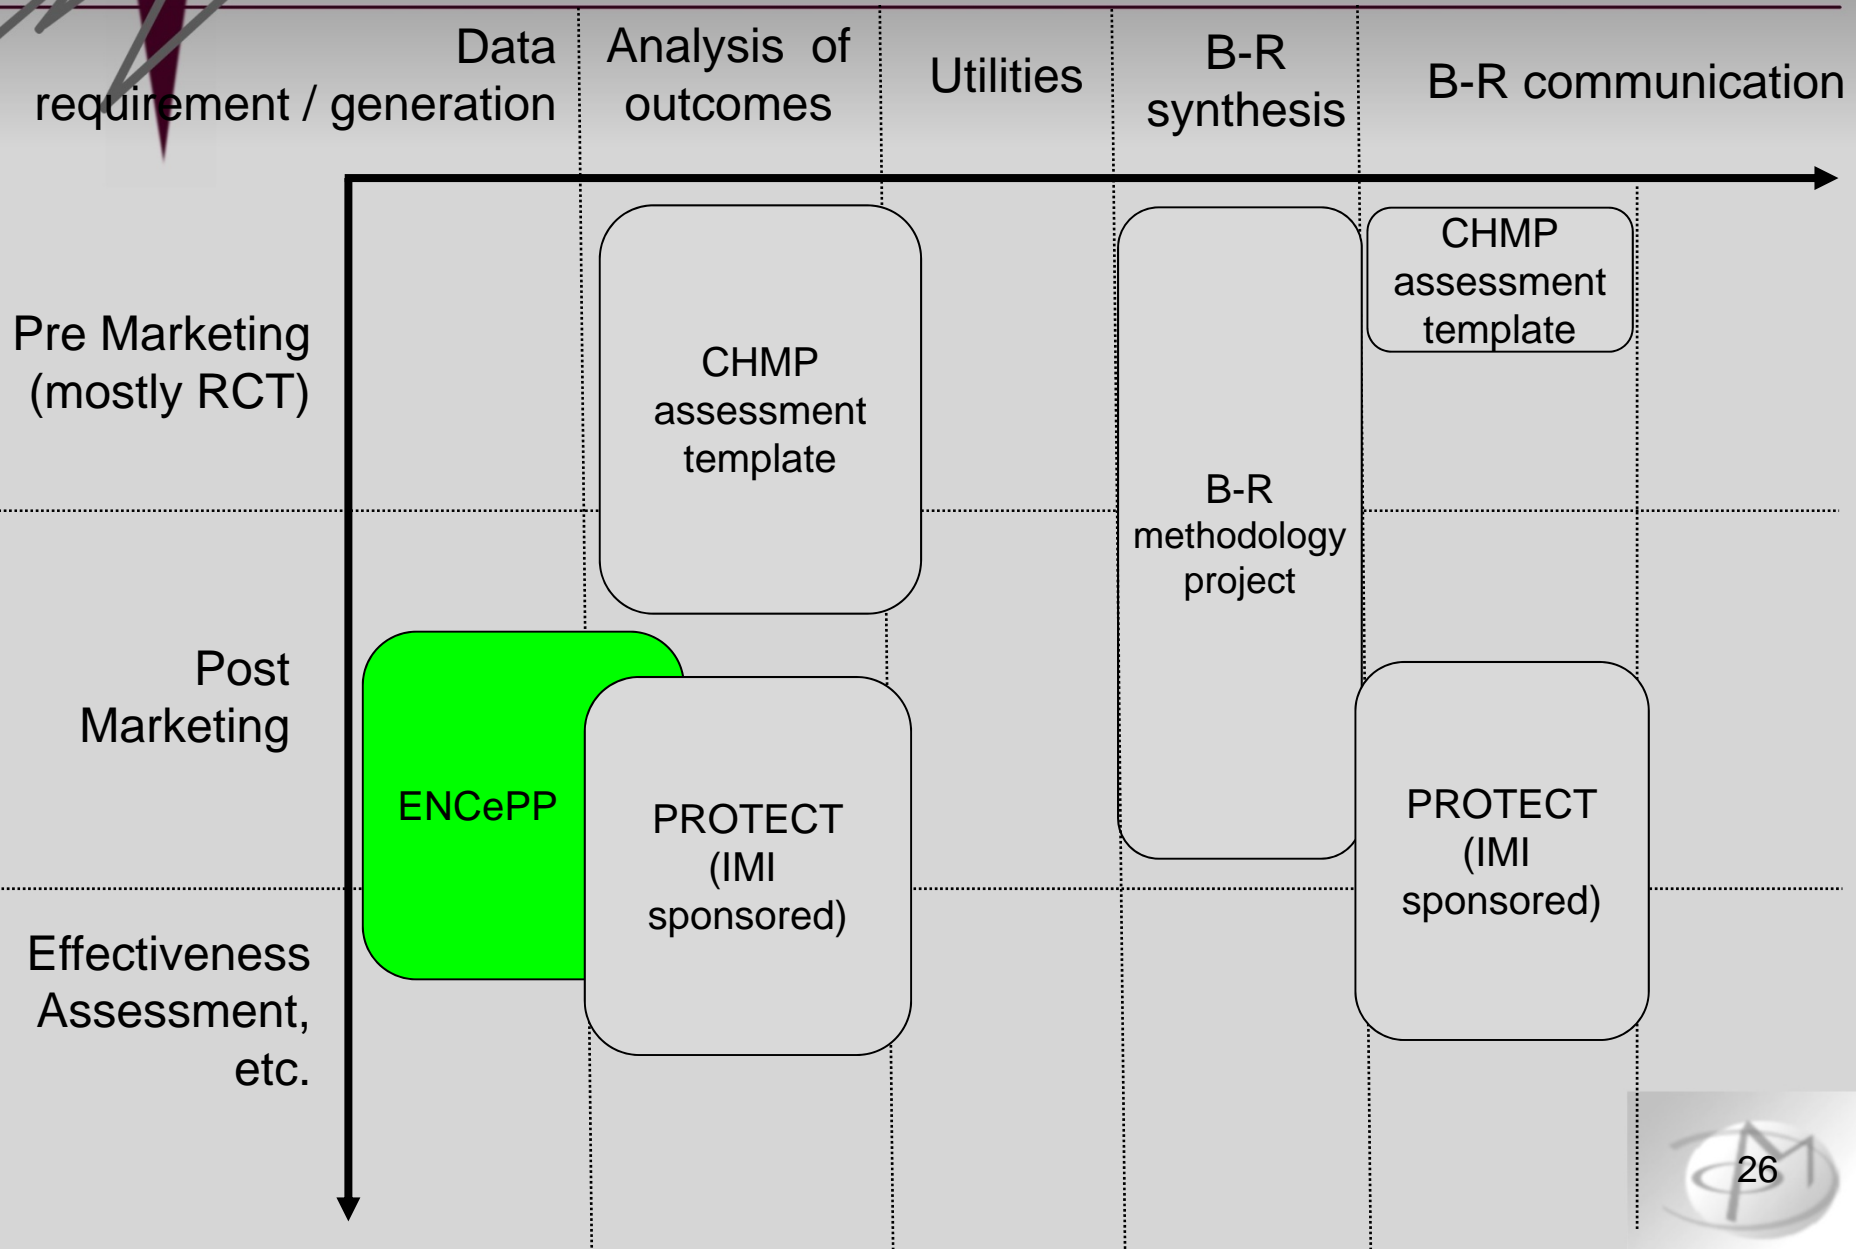 Data
requirement / generation
Analysis of
outcomes
Utilities
B-R
synthesis
B-R communication
Pre Marketing
(mostly RCT)
CHMP
assessment
template
B-R
methodology
project
CHMP
assessment
template
Post
Marketing
ENCePP
PROTECT
(IMI
sponsored)
PROTECT
(IMI
sponsored)
Effectiveness
Assessment,
etc.
26